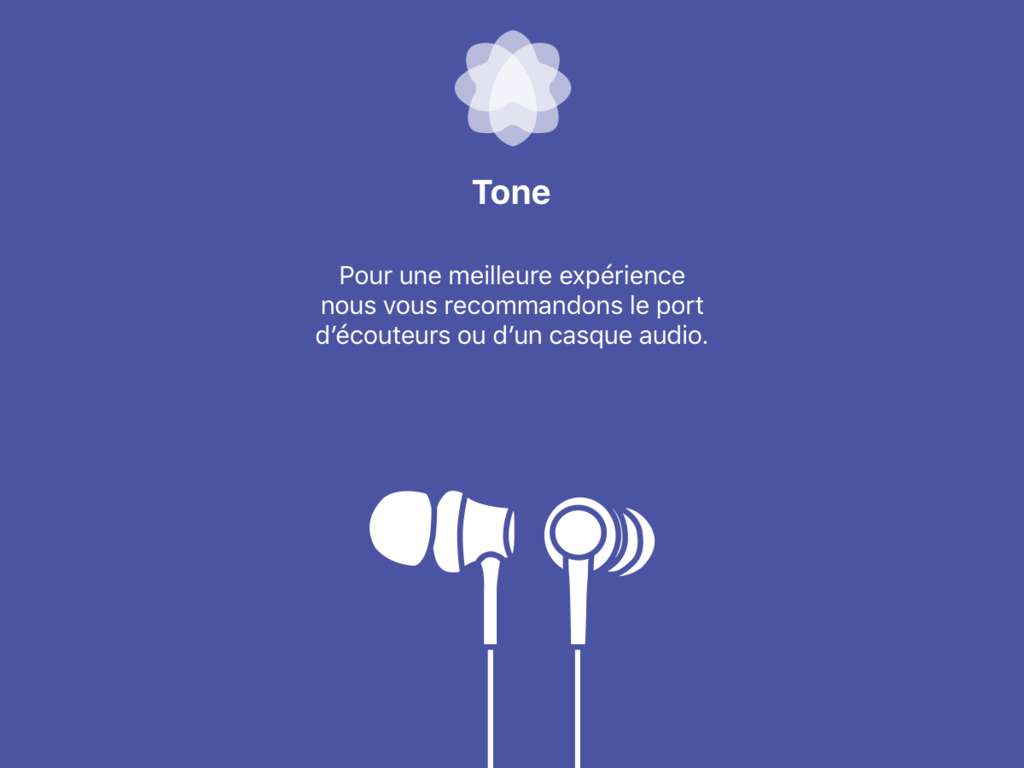 Tone
Pour une meilleure expérience
nous vous recommandons le port
d’écouteurs ou d’un casque audio.